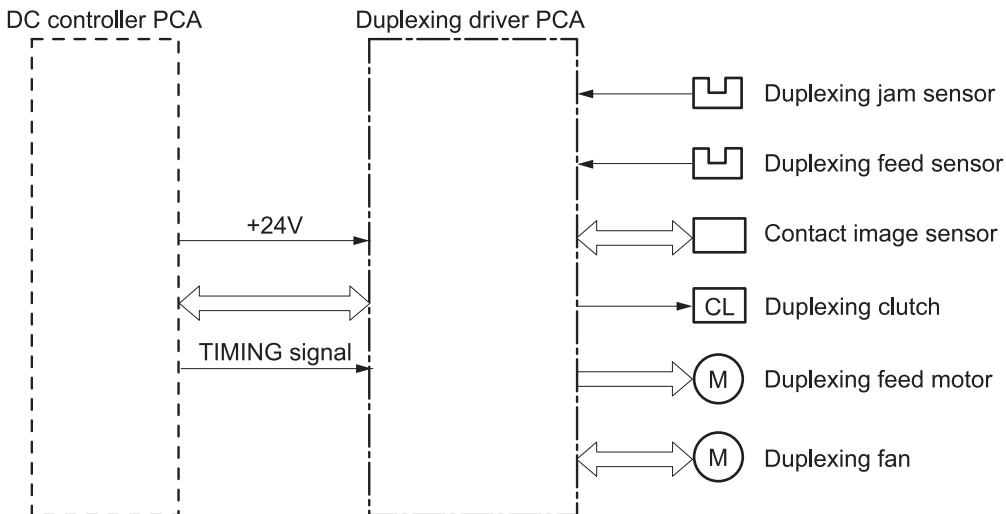 DC controller PCA
Duplexing driver PCA
Duplexing jam sensor
Duplexing feed sensor
+24V
Contact image sensor
CL
Duplexing clutch
TIMING signal
M
Duplexing feed motor
M
Duplexing fan